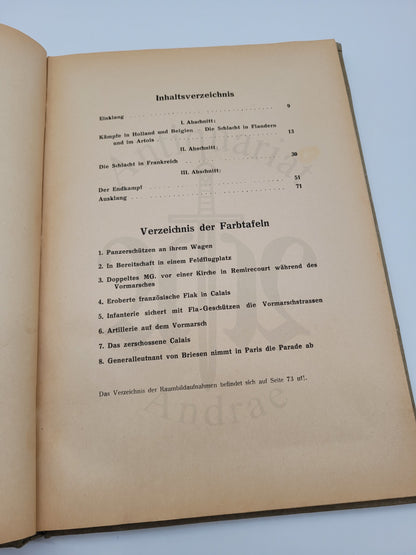 Inhaltsverzeichnis
Einklang . . . . . . . . . . . . . . . . . . . . 9
I. Abschnitt:
Kämpfe in Holland und Belgien Die Schlacht in Flandern
und im Artois . . . . . . . . . . . . . . . . . . 13
II. Abschnitt:
Die Schlacht in Frankreich . . . . . . . . . . . . . . 39
III. Abschnitt:
Der Endkampf . . . . . . . . . . . . . . . . . . 51
Ausklang . . . . . . . . . . . . . . . . . . . . 71
Verzeichnis der Farbtafeln
1. Panzerschützen an ihrem Wagen
2. In Bereitschaft in einem Feldflugplatz
3. Doppeltes MG. vor einer Kirche in Remirecourt während des
Vormarsches
4. Eroberte französische Flak in Calais
5. Infanterie sichert mit Fla-Geschützen die Vormarschstrassen
6. Artillerie auf dem Vormarsch
7. Das zerschossene Calais
8. Generalleutnant von Briesen nimmt in Paris die Parade ab
Das Verzeichnis der Raumbildaufnahmen befindet sich auf Seite 73 uf!.
Antiquariat
Andrae